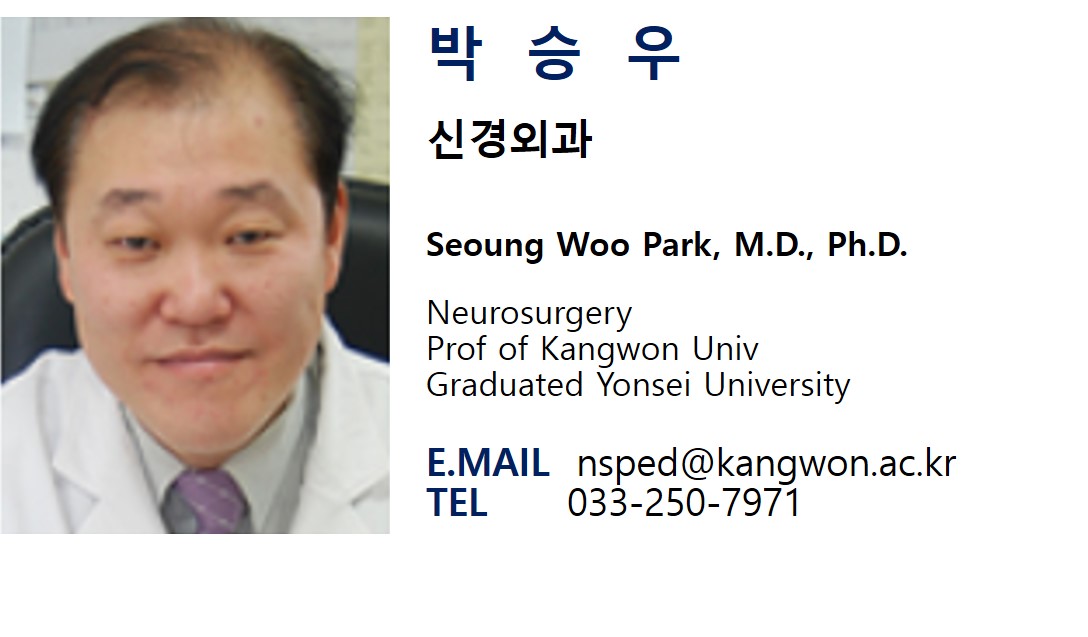 박 승 우
신경외과
Seoung Woo Park, M.D., Ph.D.
Neurosurgery
Prof of Kangwon Univ
Graduated Yonsei University
E.MAIL nsped@kangwon.ac.kr
TEL 033-250-7971